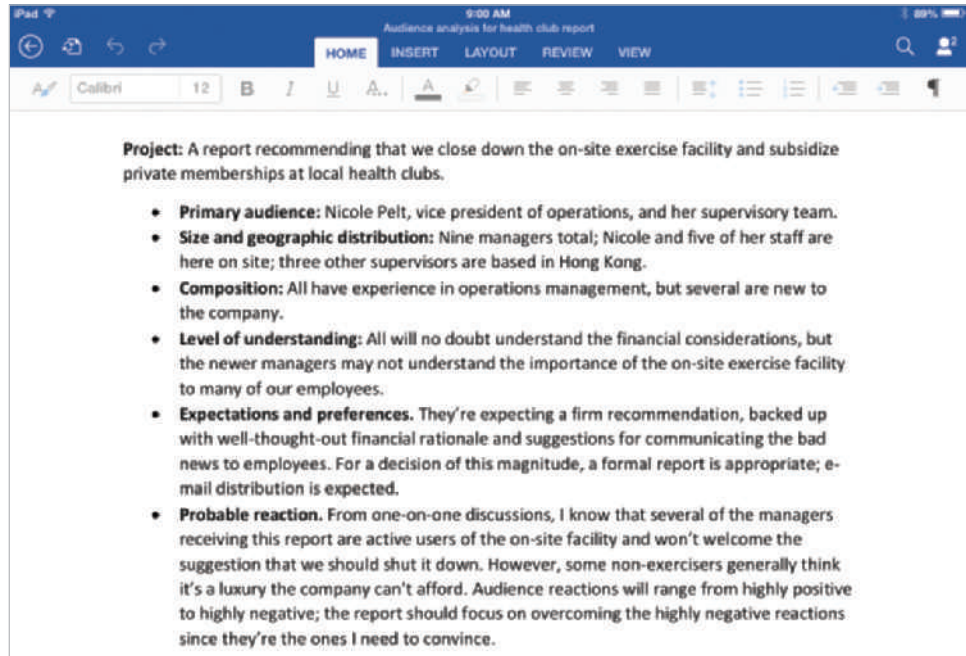 iPad
9:00 AM
89%
Audience analysis for health club report
HOME INSERT LAYOUT REVIEW VIEW
2
Calibri 12 B I U A.. A
Project: A report recommending that we close down the on-site exercise facility and subsidize
private memberships at local health clubs.
• Primary audience: Nicole Pelt, vice president of operations, and her supervisory team.
• Size and geographic distribution: Nine managers total; Nicole and five of her staff are
here on site; three other supervisors are based in Hong Kong.
• Composition: All have experience in operations management, but several are new to
the company.
• Level of understanding: All will no doubt understand the financial considerations, but
the newer managers may not understand the importance of the on-site exercise facility
to many of our employees.
• Expectations and preferences. They're expecting a firm recommendation, backed up
with well-thought-out financial rationale and suggestions for communicating the bad
news to employees. For a decision of this magnitude, a formal report is appropriate; e-
mail distribution is expected.
• Probable reaction. From one-on-one discussions, I know that several of the managers
receiving this report are active users of the on-site facility and won't welcome the
suggestion that we should shut it down. However, some non-exercisers generally think
it's a luxury the company can't afford. Audience reactions will range from highly positive
to highly negative; the report should focus on overcoming the highly negative reactions
since they're the ones I need to convince.